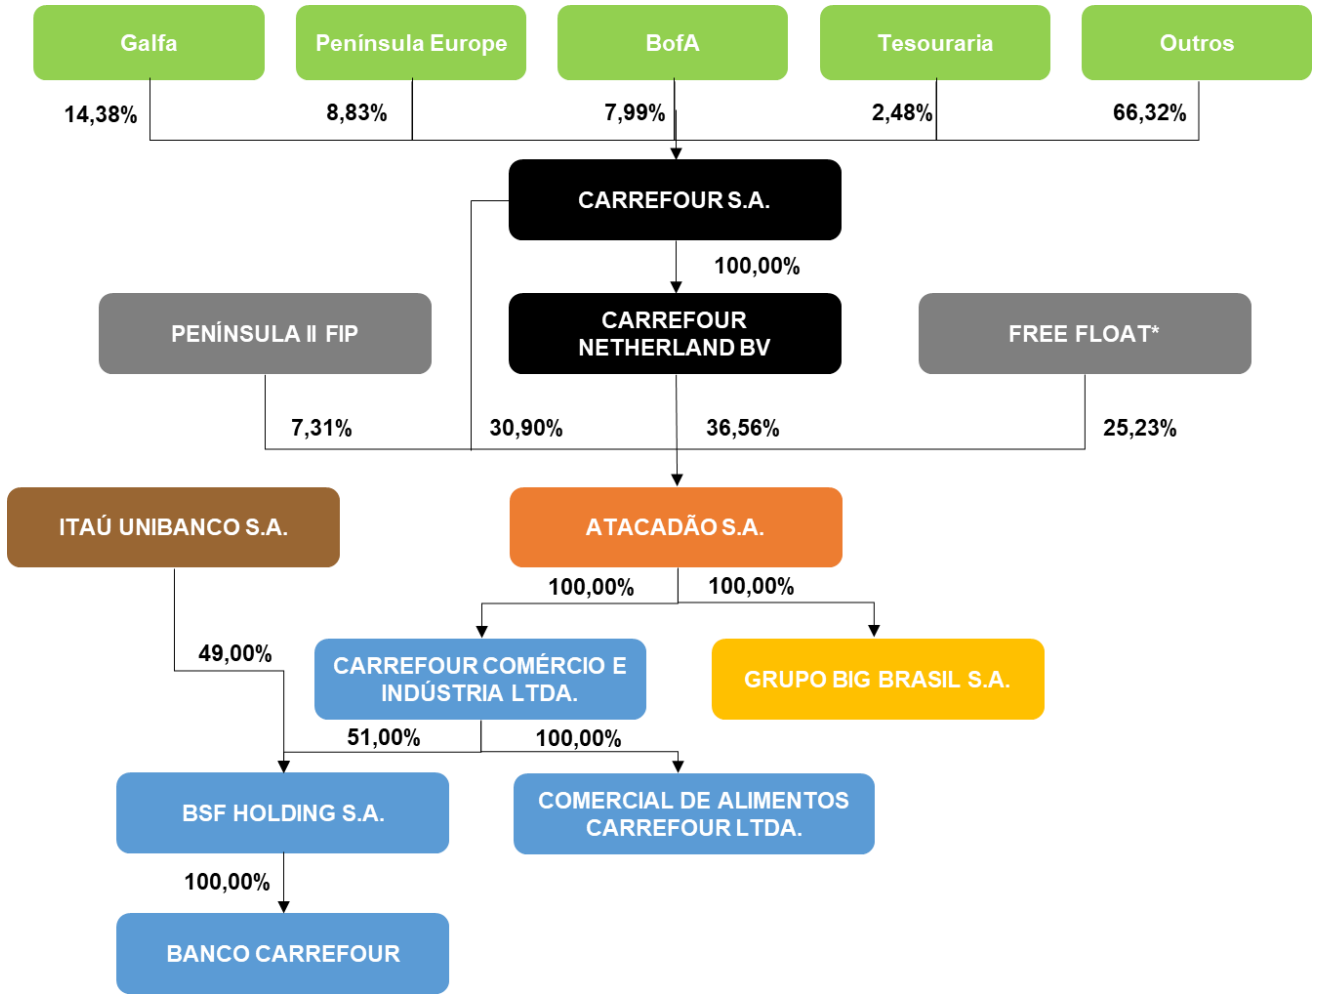 Galfa
Península Europe
BofA
Tesouraria
Outros
14,38%
8,83%
7,99%
2,48%
66,32%
CARREFOUR S.A.
100,00%
PENÍNSULA II FIP
CARREFOUR
NETHERLAND BV
FREE FLOAT*
7,31%
30,90%
36,56%
25,23%
ITAÚ UNIBANCO S.A.
ATACADÃO S.A.
100,00%
100,00%
49,00%
CARREFOUR COMÉRCIO E
INDÚSTRIA LTDA.
GRUPO BIG BRASIL S.A.
51,00%
100,00%
BSF HOLDING S.A.
COMERCIAL DE ALIMENTOS
CARREFOUR LTDA.
100,00%
BANCO CARREFOUR